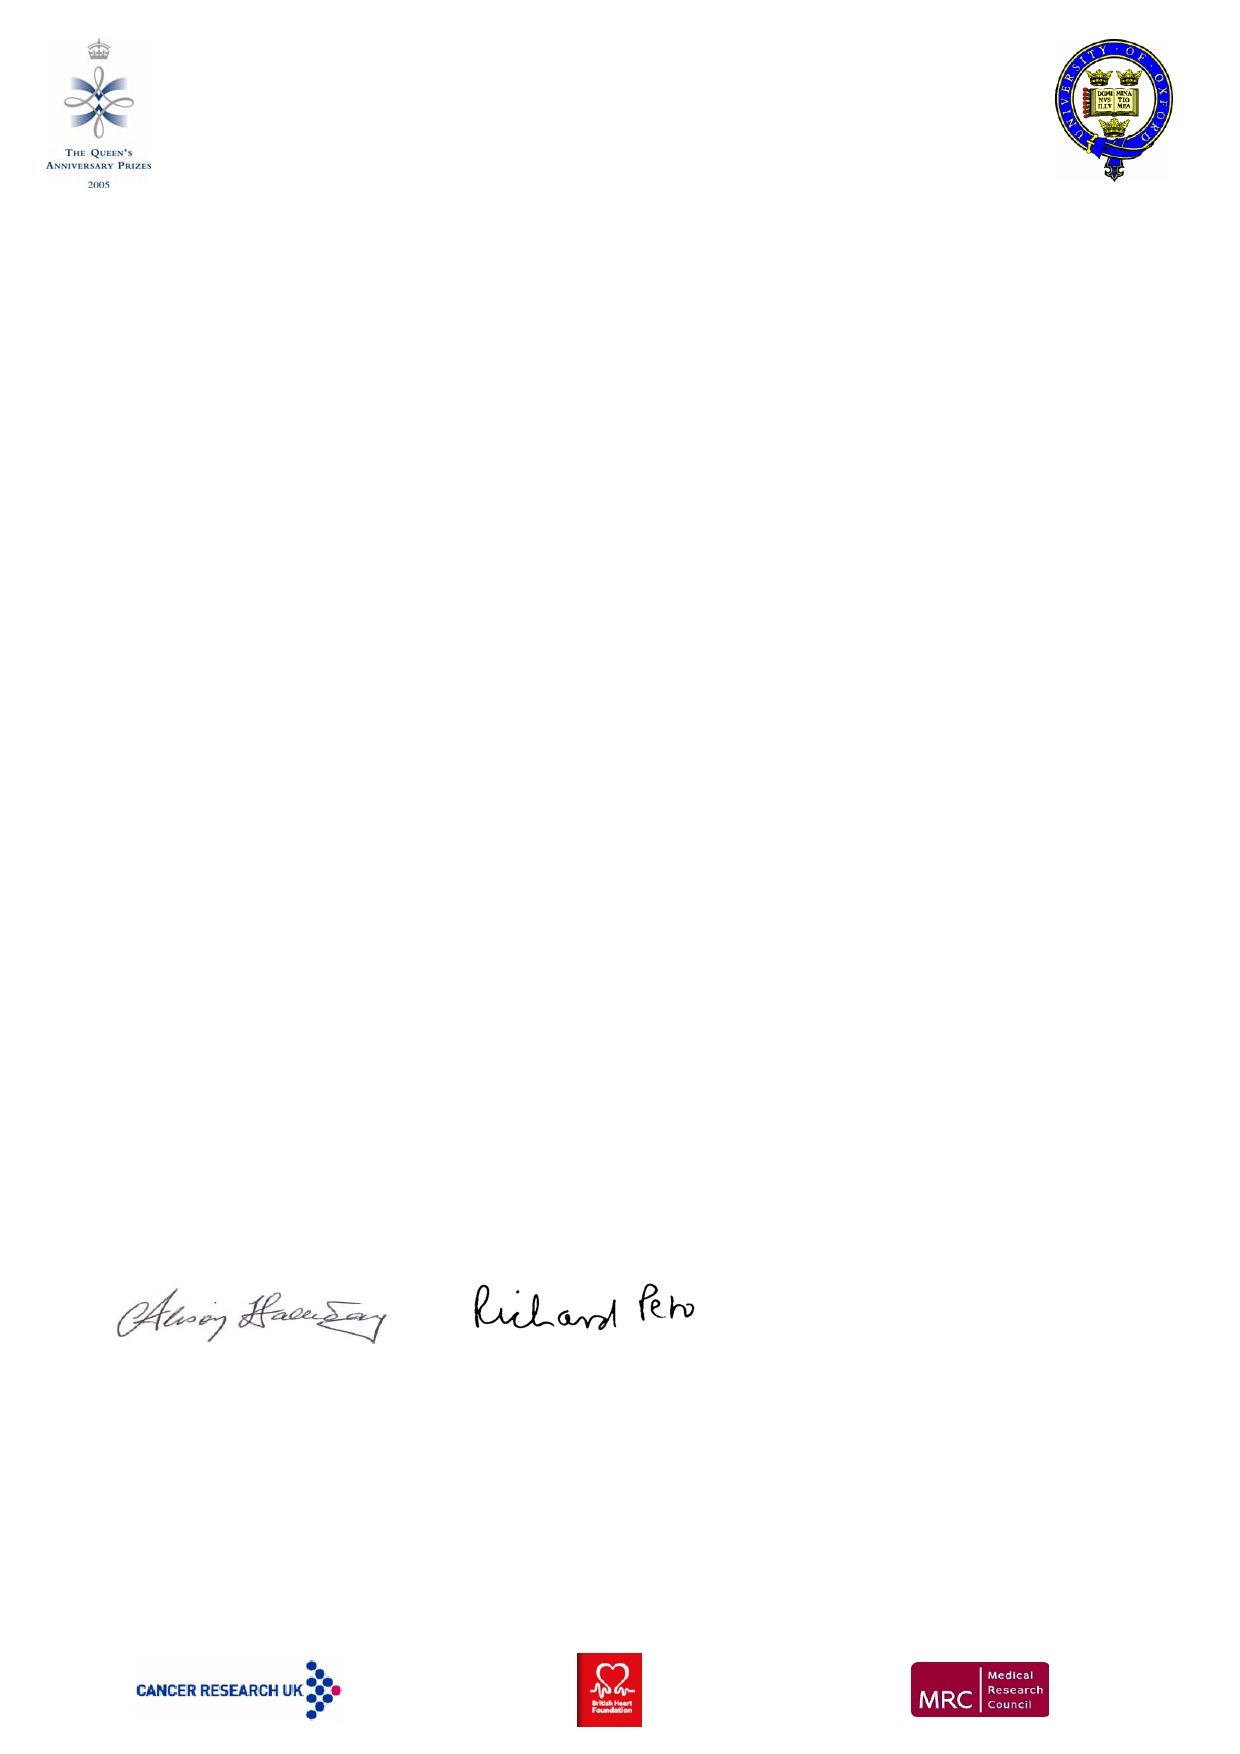 THE QUEEN'S
ANNIVERSARY PRIZES
2005
UNIVERSITY · OF · OXFORD
DOMI MINA
NVS TIO
ILLV MEA
Alison Halliday
Richard Peto
CANCER RESEARCH UK
British Heart
Foundation
MRC
Medical
Research
Council